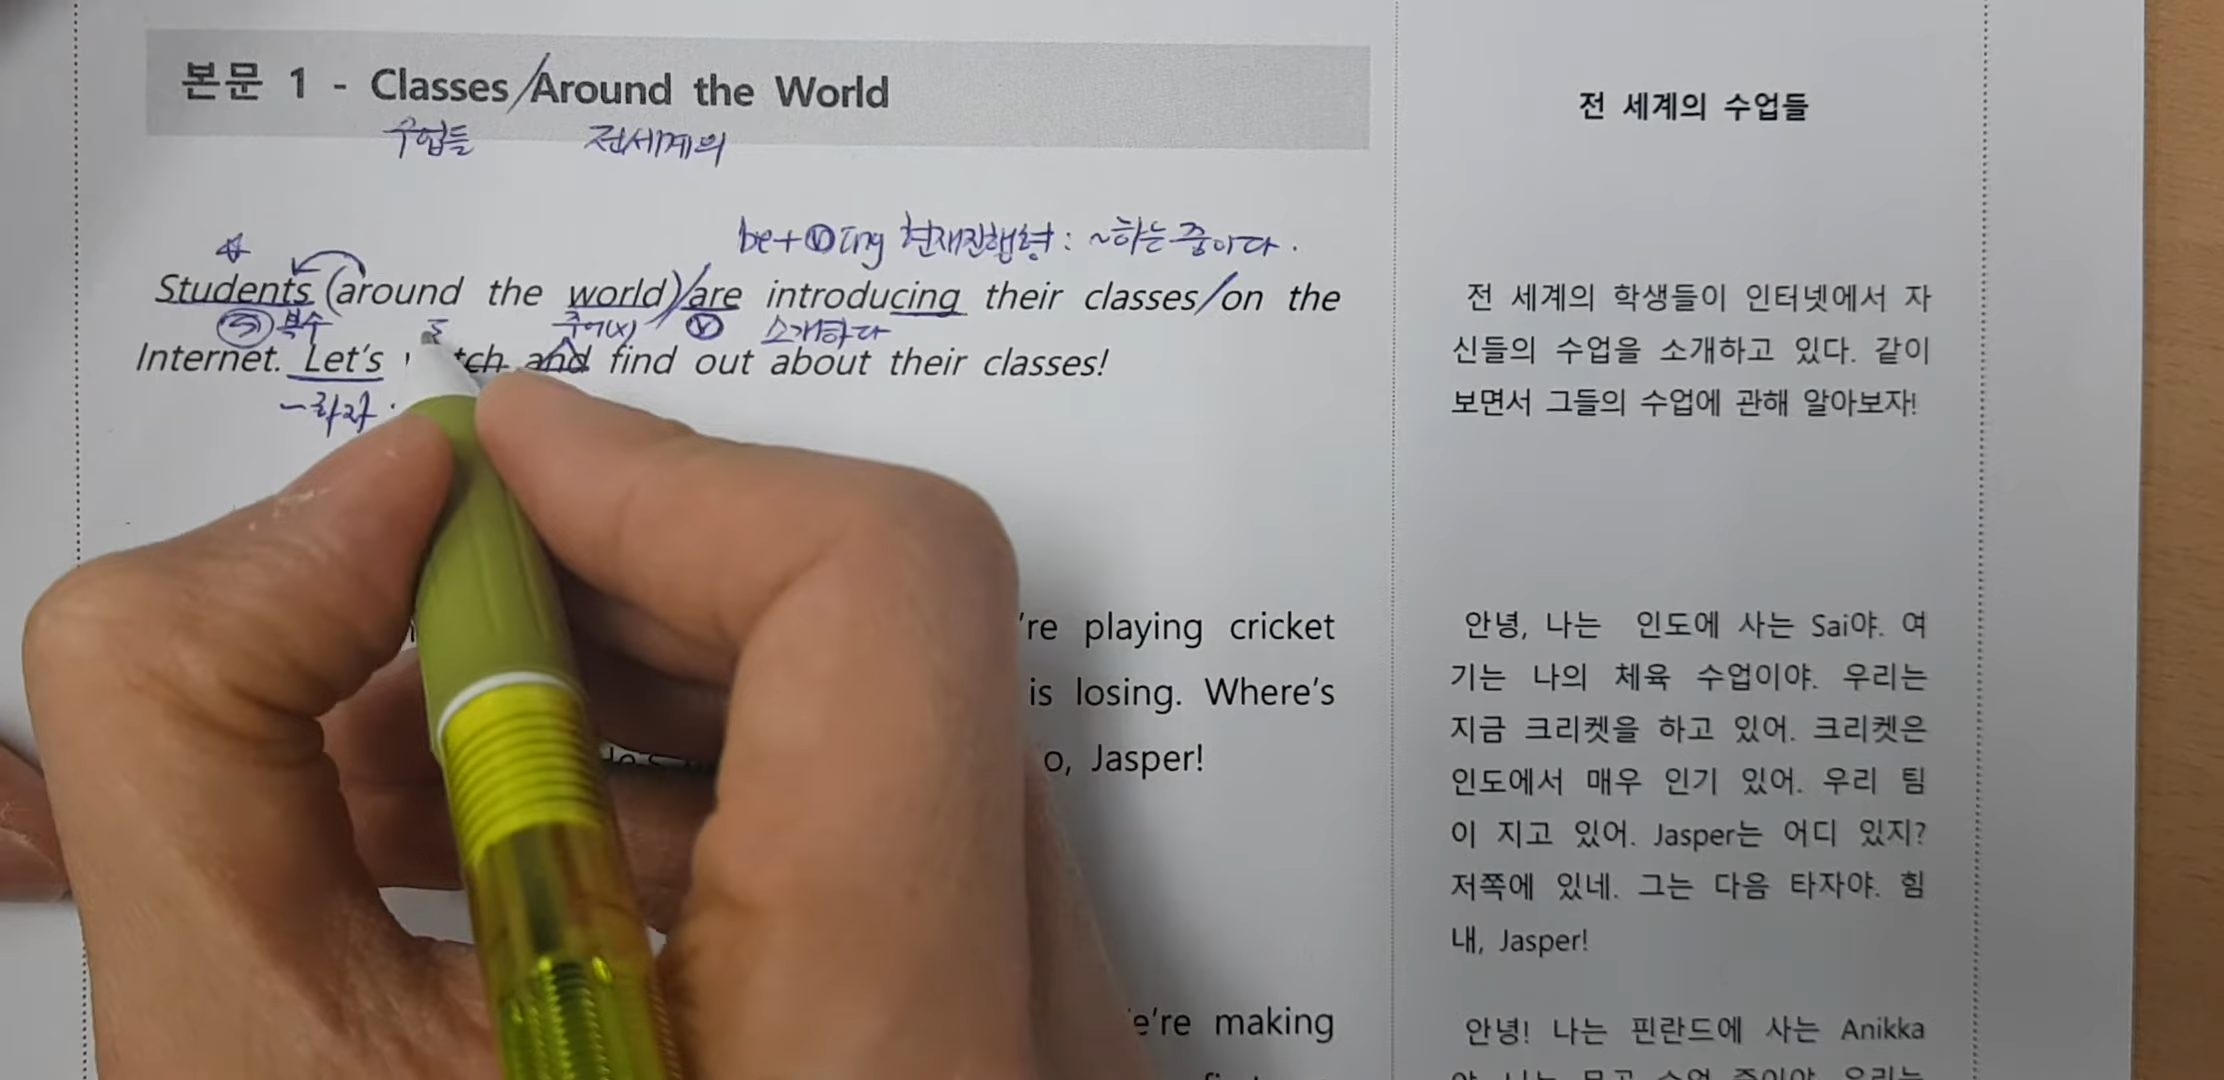 본문 1 - Classes Around the World
수업들 전세계의
be+ⓥing 현재진행형 : ~하는 중이다.
Students (around the world) are introducing their classes on the
복수 주어(x) ⓥ 소개하다
Internet. Let's and find out about their classes!
~하자.
're playing cricket
is losing. Where's
o, Jasper!
e're making
전 세계의 수업들
전 세계의 학생들이 인터넷에서 자
신들의 수업을 소개하고 있다. 같이
보면서 그들의 수업에 관해 알아보자!
안녕, 나는 인도에 사는 Sai야. 여
기는 나의 체육 수업이야. 우리는
지금 크리켓을 하고 있어. 크리켓은
인도에서 매우 인기 있어. 우리 팀
이 지고 있어. Jasper는 어디 있지?
저쪽에 있네. 그는 다음 타자야. 힘
내, Jasper!
안녕! 나는 핀란드에 사는 Anikka